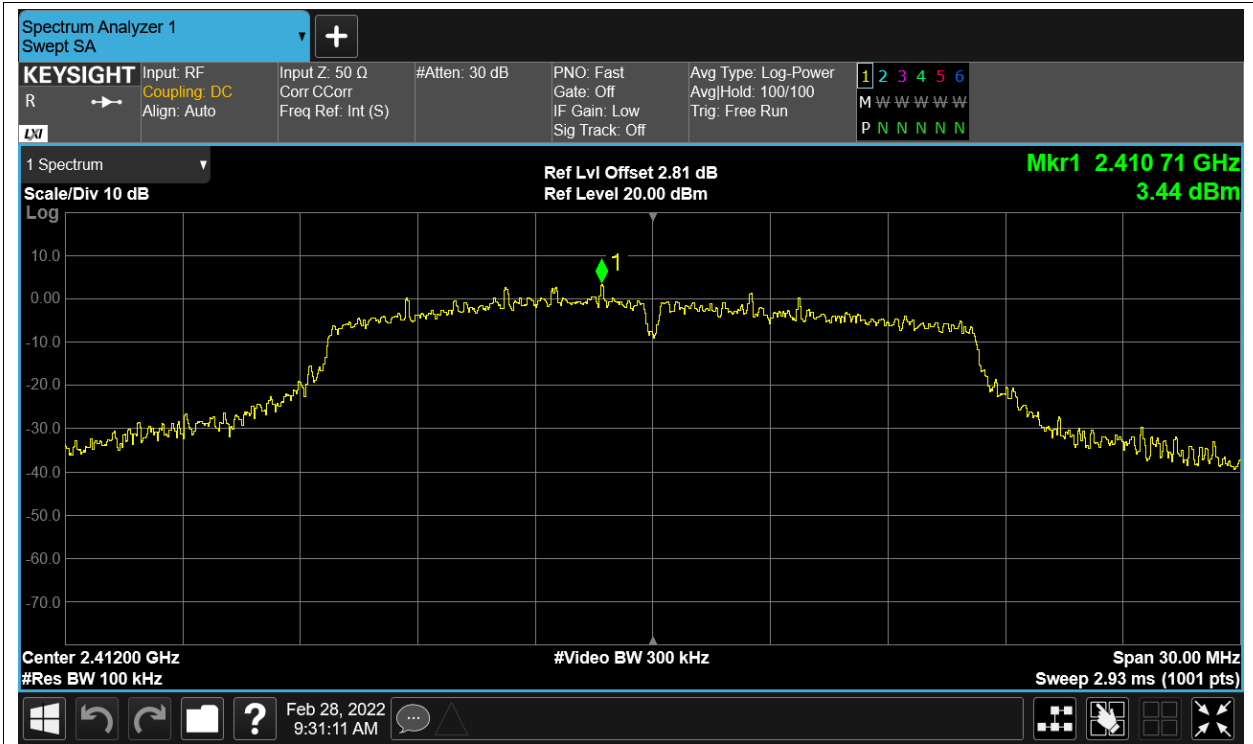 Spectrum Analyzer 1
Swept SA
KEYSIGHT
R
LXI
Input: RF
Coupling: DC
Align: Auto
Input Z: 50 Ω
Corr CCorr
Freq Ref: Int (S)
#Atten: 30 dB
PNO: Fast
Gate: Off
IF Gain: Low
Sig Track: Off
Avg Type: Log-Power
Avg|Hold: 100/100
Trig: Free Run
1 2 3 4 5 6
M W W W W W
P N N N N N
1 Spectrum
Scale/Div 10 dB
Log
Ref Lvl Offset 2.81 dB
Ref Level 20.00 dBm
Mkr1 2.410 71 GHz
3.44 dBm
1
10.0
0.00
-10.0
-20.0
-30.0
-40.0
-50.0
-60.0
-70.0
Center 2.41200 GHz
#Res BW 100 kHz
#Video BW 300 kHz
Span 30.00 MHz
Sweep 2.93 ms (1001 pts)
?
Feb 28, 2022
9:31:11 AM